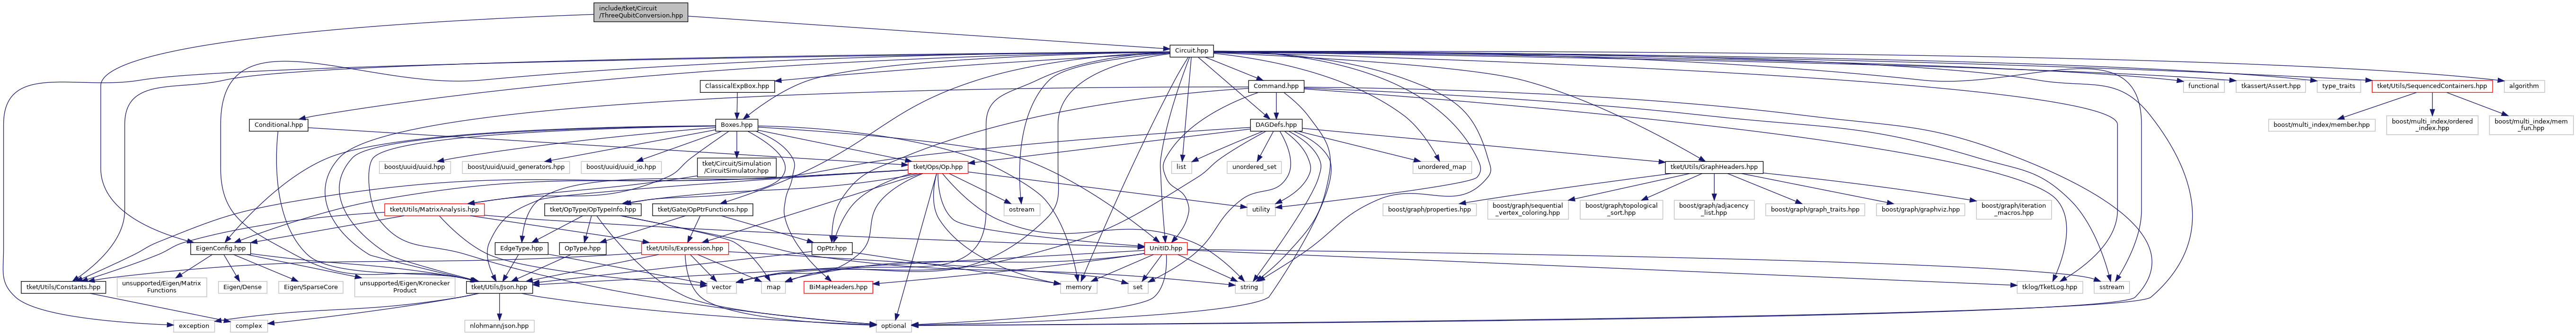 include/tket/Circuit
/ThreeQubitConversion.hpp
Circuit.hpp
ClassicalExpBox.hpp
Command.hpp
functional
tkassert/Assert.hpp
type_traits
tket/Utils/SequencedContainers.hpp
algorithm
Conditional.hpp
Boxes.hpp
DAGDefs.hpp
boost/multi_index/member.hpp
boost/multi_index/ordered
_index.hpp
boost/multi_index/mem
_fun.hpp
boost/uuid/uuid.hpp
boost/uuid/uuid_generators.hpp
boost/uuid/uuid_io.hpp
tket/Circuit/Simulation
/CircuitSimulator.hpp
tket/Ops/Op.hpp
list
unordered_set
unordered_map
tket/Utils/GraphHeaders.hpp
tket/Utils/MatrixAnalysis.hpp
tket/OpType/OpTypeInfo.hpp
tket/Gate/OpPtrFunctions.hpp
ostream
utility
boost/graph/properties.hpp
boost/graph/sequential
_vertex_coloring.hpp
boost/graph/topological
_sort.hpp
boost/graph/adjacency
_list.hpp
boost/graph/graph_traits.hpp
boost/graph/graphviz.hpp
boost/graph/iteration
_macros.hpp
EigenConfig.hpp
EdgeType.hpp
OpType.hpp
tket/Utils/Expression.hpp
OpPtr.hpp
UnitID.hpp
tket/Utils/Constants.hpp
unsupported/Eigen/Matrix
Functions
Eigen/Dense
Eigen/SparseCore
unsupported/Eigen/Kronecker
Product
tket/Utils/Json.hpp
vector
map
BiMapHeaders.hpp
memory
set
string
tklog/TketLog.hpp
sstream
exception
complex
nlohmann/json.hpp
optional